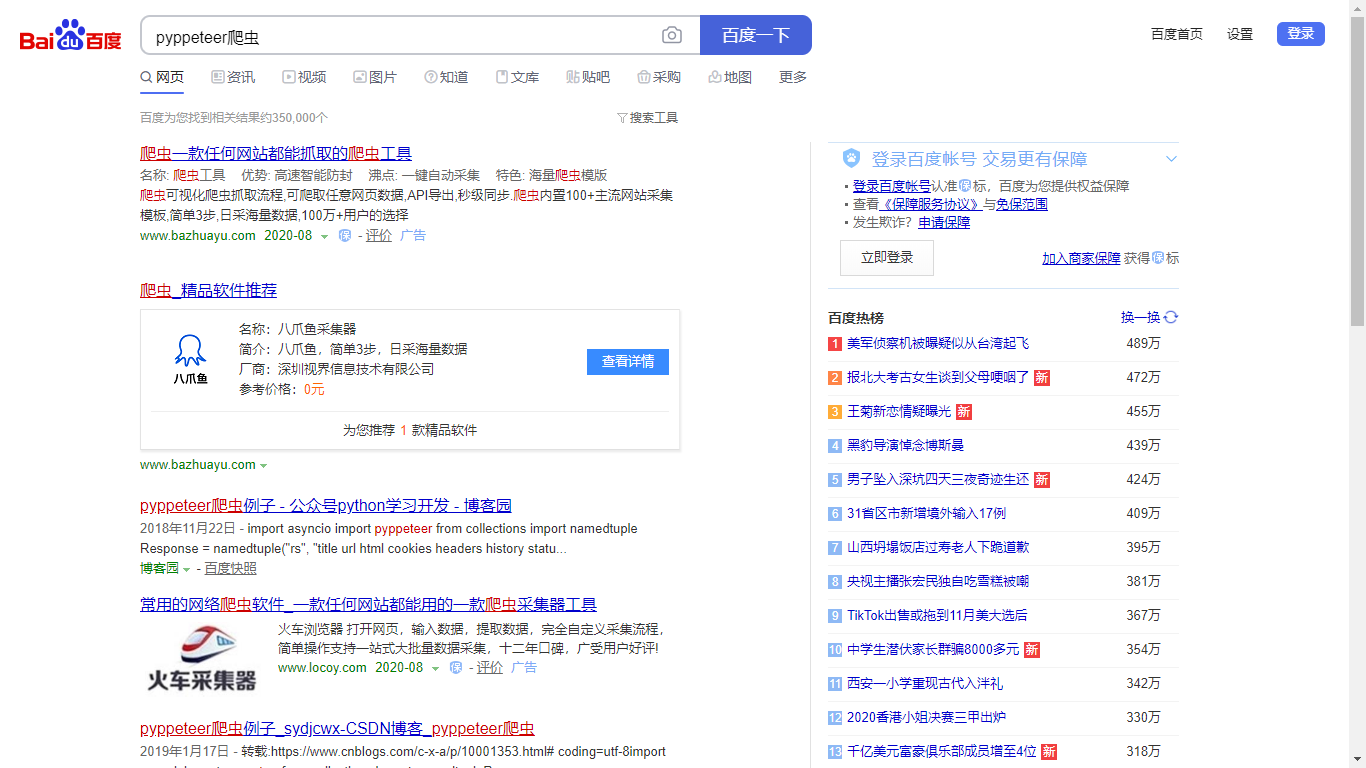 Bai du 百度
pyppeteer爬虫
百度一下
百度首页 设置 登录
网页 资讯 视频 图片 知道 文库 贴吧 采购 地图 更多
百度为您找到相关结果约350,000个
搜索工具
爬虫一款任何网站都能抓取的爬虫工具
名称: 爬虫工具 优势: 高速智能防封 沸点: 一键自动采集 特色: 海量爬虫模版
爬虫可视化爬虫抓取流程,可爬取任意网页数据,API导出,秒级同步.爬虫内置100+主流网站采集
模板,简单3步,日采海量数据,100万+用户的选择
www.bazhuayu.com 2020-08 保 - 评价 广告
爬虫_精品软件推荐
八爪鱼
名称：八爪鱼采集器
简介：八爪鱼，简单3步，日采海量数据
厂商：深圳视界信息技术有限公司
参考价格：0元
查看详情
为您推荐 1 款精品软件
www.bazhuayu.com
pyppeteer爬虫例子 - 公众号python学习开发 - 博客园
2018年11月22日 - import asyncio import pyppeteer from collections import namedtuple
Response = namedtuple("rs", "title url html cookies headers history statu...
博客园 - 百度快照
常用的网络爬虫软件_一款任何网站都能用的一款爬虫采集器工具
火车采集器
火车浏览器 打开网页，输入数据，提取数据，完全自定义采集流程，
简单操作支持一站式大批量数据采集，十二年口碑，广受用户好评!
www.locoy.com 2020-08 保 - 评价 广告
pyppeteer爬虫例子_sydjcwx-CSDN博客_pyppeteer爬虫
2019年1月17日 - 转载:https://www.cnblogs.com/c-x-a/p/10001353.html# coding=utf-8import
登录百度帐号 交易更有保障
登录百度帐号认准保标，百度为您提供权益保障
查看《保障服务协议》与免保范围
发生欺诈？申请保障
立即登录
加入商家保障 获得保标
百度热榜
换一换
1 美军侦察机被曝疑似从台湾起飞 489万
2 报北大考古女生谈到父母哽咽了 新 472万
3 王菊新恋情疑曝光 新 455万
4 黑豹导演悼念博斯曼 439万
5 男子坠入深坑四天三夜奇迹生还 新 424万
6 31省区市新增境外输入17例 409万
7 山西坍塌饭店过寿老人下跪道歉 395万
8 央视主播张宏民独自吃雪糕被嘲 381万
9 TikTok出售或拖到11月美大选后 367万
10 中学生潜伏家长群骗8000多元 新 354万
11 西安一小学重现古代入泮礼 342万
12 2020香港小姐决赛三甲出炉 330万
13 千亿美元富豪俱乐部成员增至4位 新 318万